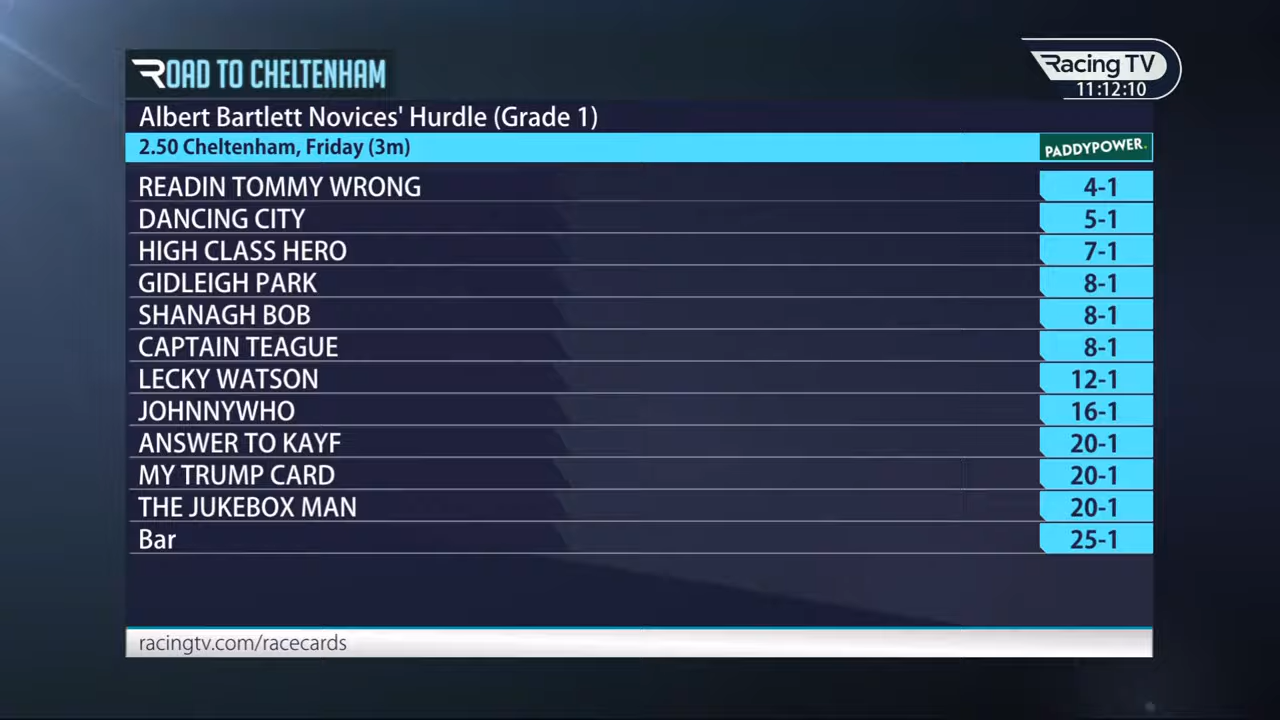 ROAD TO CHELTENHAM
Racing TV
11:12:10
Albert Bartlett Novices' Hurdle (Grade 1)
2.50 Cheltenham, Friday (3m) PADDYPOWER.
READIN TOMMY WRONG 4-1
DANCING CITY 5-1
HIGH CLASS HERO 7-1
GIDLEIGH PARK 8-1
SHANAGH BOB 8-1
CAPTAIN TEAGUE 8-1
LECKY WATSON 12-1
JOHNNYWHO 16-1
ANSWER TO KAYF 20-1
MY TRUMP CARD 20-1
THE JUKEBOX MAN 20-1
Bar 25-1
racingtv.com/racecards